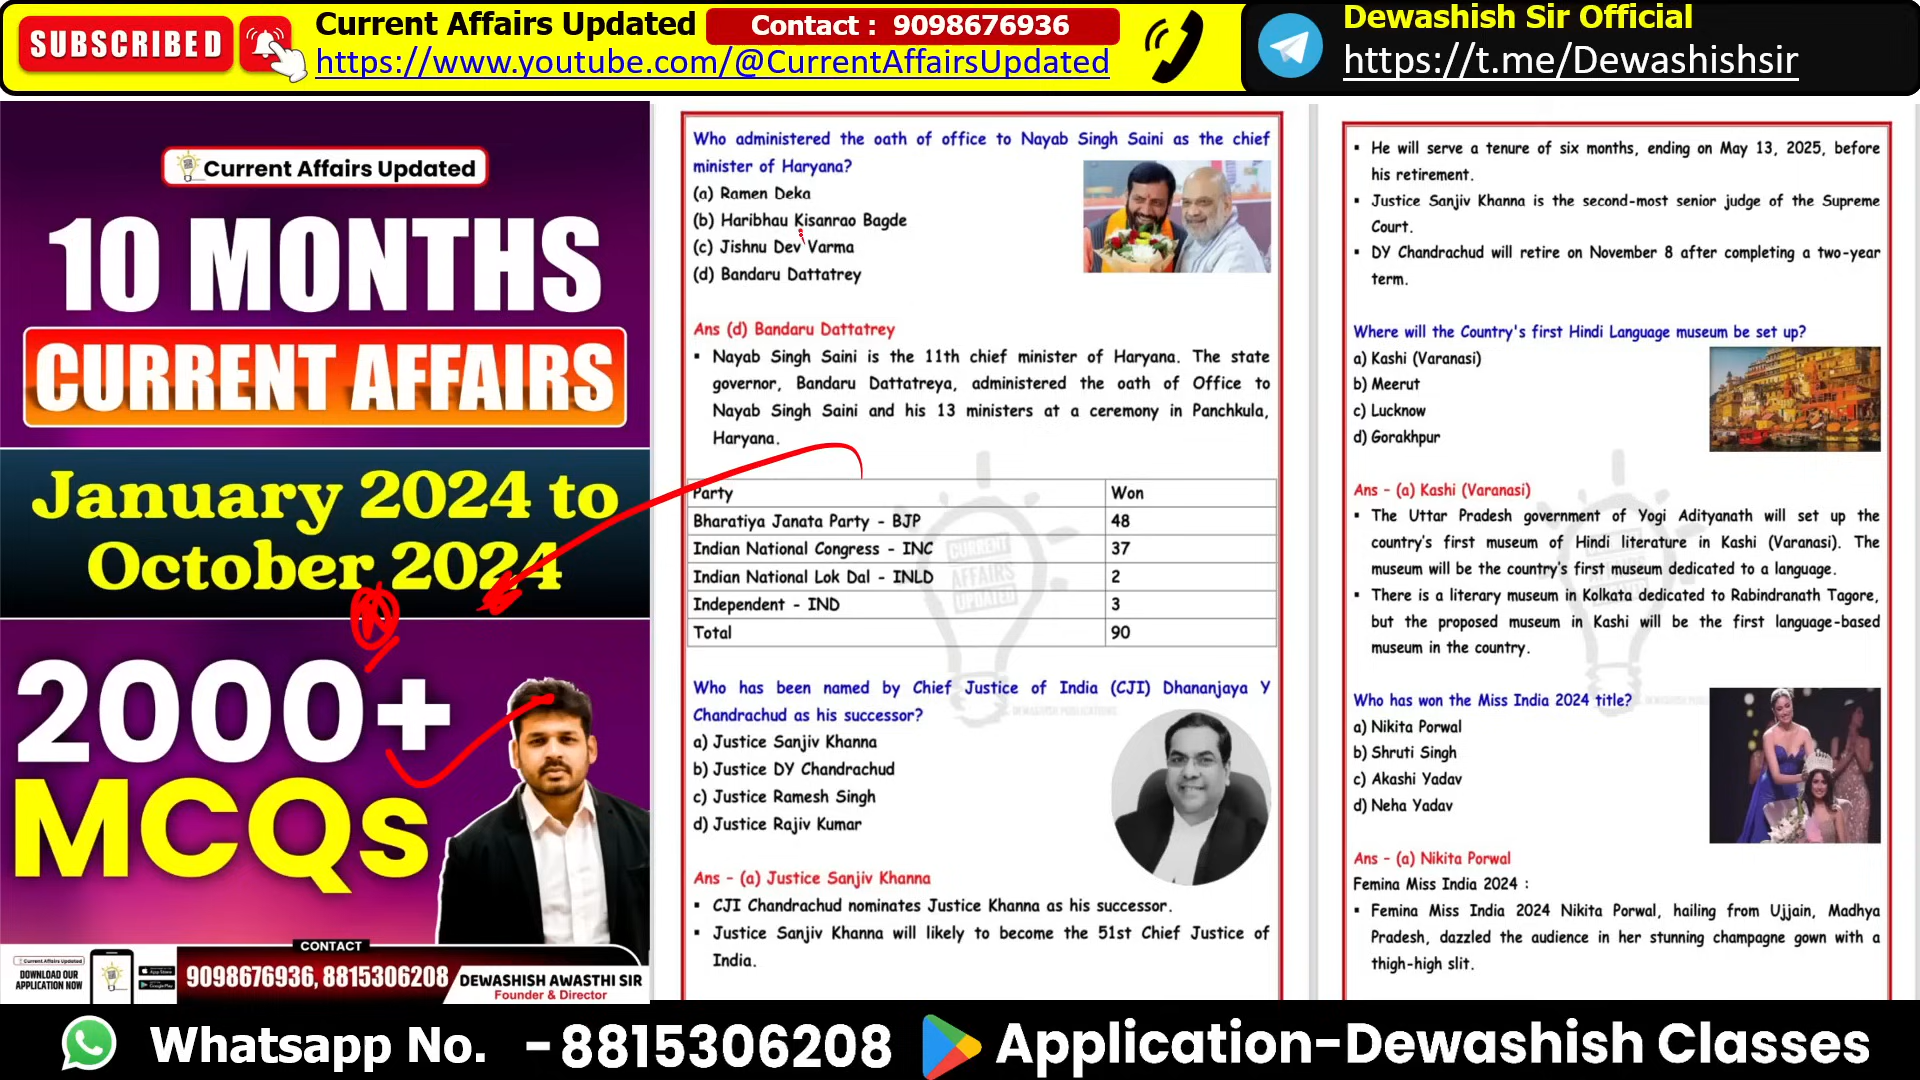 SUBSCRIBED
Current Affairs Updated
Contact : 9098676936
https://www.youtube.com/@CurrentAffairsUpdated
Dewashish Sir Official
https://t.me/Dewashishsir
Current Affairs Updated
10 MONTHS
CURRENT AFFAIRS
January 2024 to
October 2024
2000+
MCQs
CONTACT
Current Affairs Updated
DOWNLOAD OUR
APPLICATION NOW
9098676936, 8815306208
DEWASHISH AWASTHI SIR
Founder & Director
Who administered the oath of office to Nayab Singh Saini as the chief
minister of Haryana?
(a) Ramen Deka
(b) Haribhau Kisanrao Bagde
(c) Jishnu Dev Varma
(d) Bandaru Dattatrey
Ans (d) Bandaru Dattatrey
▪ Nayab Singh Saini is the 11th chief minister of Haryana. The state
governor, Bandaru Dattatreya, administered the oath of Office to
Nayab Singh Saini and his 13 ministers at a ceremony in Panchkula,
Haryana.
Party Won
Bharatiya Janata Party - BJP 48
Indian National Congress - INC 37
Indian National Lok Dal - INLD 2
Independent - IND 3
Total 90
CURRENT
AFFAIRS
UPDATED
DEWASHISH PUBLICATIONS
Who has been named by Chief Justice of India (CJI) Dhananjaya Y
Chandrachud as his successor?
a) Justice Sanjiv Khanna
b) Justice DY Chandrachud
c) Justice Ramesh Singh
d) Justice Rajiv Kumar
Ans - (a) Justice Sanjiv Khanna
▪ CJI Chandrachud nominates Justice Khanna as his successor.
▪ Justice Sanjiv Khanna will likely to become the 51st Chief Justice of
India.
▪ He will serve a tenure of six months, ending on May 13, 2025, before
his retirement.
▪ Justice Sanjiv Khanna is the second-most senior judge of the Supreme
Court.
▪ DY Chandrachud will retire on November 8 after completing a two-year
term.
Where will the Country's first Hindi Language museum be set up?
a) Kashi (Varanasi)
b) Meerut
c) Lucknow
d) Gorakhpur
Ans - (a) Kashi (Varanasi)
▪ The Uttar Pradesh government of Yogi Adityanath will set up the
country's first museum of Hindi literature in Kashi (Varanasi). The
museum will be the country's first museum dedicated to a language.
▪ There is a literary museum in Kolkata dedicated to Rabindranath Tagore,
but the proposed museum in Kashi will be the first language-based
museum in the country.
Who has won the Miss India 2024 title?
a) Nikita Porwal
b) Shruti Singh
c) Akashi Yadav
d) Neha Yadav
Ans - (a) Nikita Porwal
Femina Miss India 2024 :
▪ Femina Miss India 2024 Nikita Porwal, hailing from Ujjain, Madhya
Pradesh, dazzled the audience in her stunning champagne gown with a
thigh-high slit.
Whatsapp No. - 8815306208
Application-Dewashish Classes